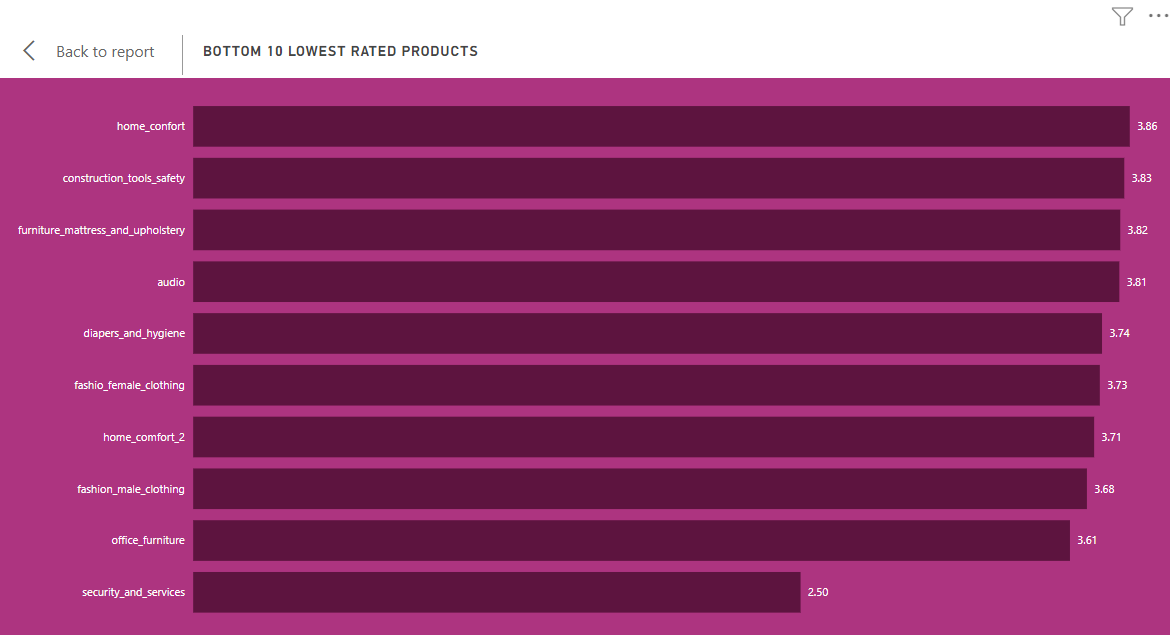 Back to report
BOTTOM 10 LOWEST RATED PRODUCTS
home_confort 3.86
construction_tools_safety 3.83
furniture_mattress_and_upholstery 3.82
audio 3.81
diapers_and_hygiene 3.74
fashio_female_clothing 3.73
home_comfort_2 3.71
fashion_male_clothing 3.68
office_furniture 3.61
security_and_services 2.50